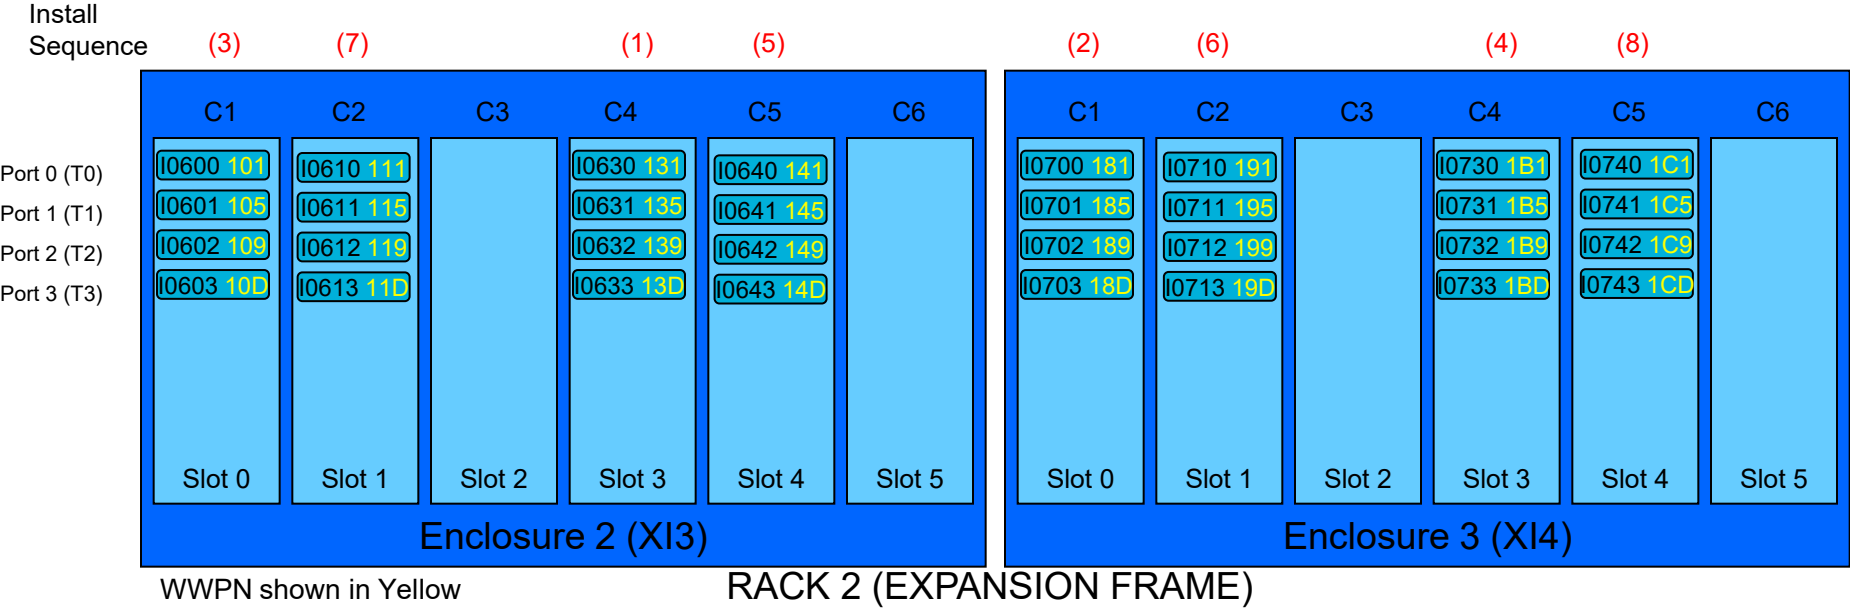 Install
Sequence (3) (7) (1) (5) (2) (6) (4) (8)
C1 C2 C3 C4 C5 C6 C1 C2 C3 C4 C5 C6
Port 0 (T0) I0600 101 I0610 111 I0630 131 I0640 141 I0700 181 I0710 191 I0730 1B1 I0740 1C1
Port 1 (T1) I0601 105 I0611 115 I0631 135 I0641 145 I0701 185 I0711 195 I0731 1B5 I0741 1C5
Port 2 (T2) I0602 109 I0612 119 I0632 139 I0642 149 I0702 189 I0712 199 I0732 1B9 I0742 1C9
Port 3 (T3) I0603 10D I0613 11D I0633 13D I0643 14D I0703 18D I0713 19D I0733 1BD I0743 1CD
Slot 0 Slot 1 Slot 2 Slot 3 Slot 4 Slot 5 Slot 0 Slot 1 Slot 2 Slot 3 Slot 4 Slot 5
Enclosure 2 (XI3) Enclosure 3 (XI4)
WWPN shown in Yellow RACK 2 (EXPANSION FRAME)